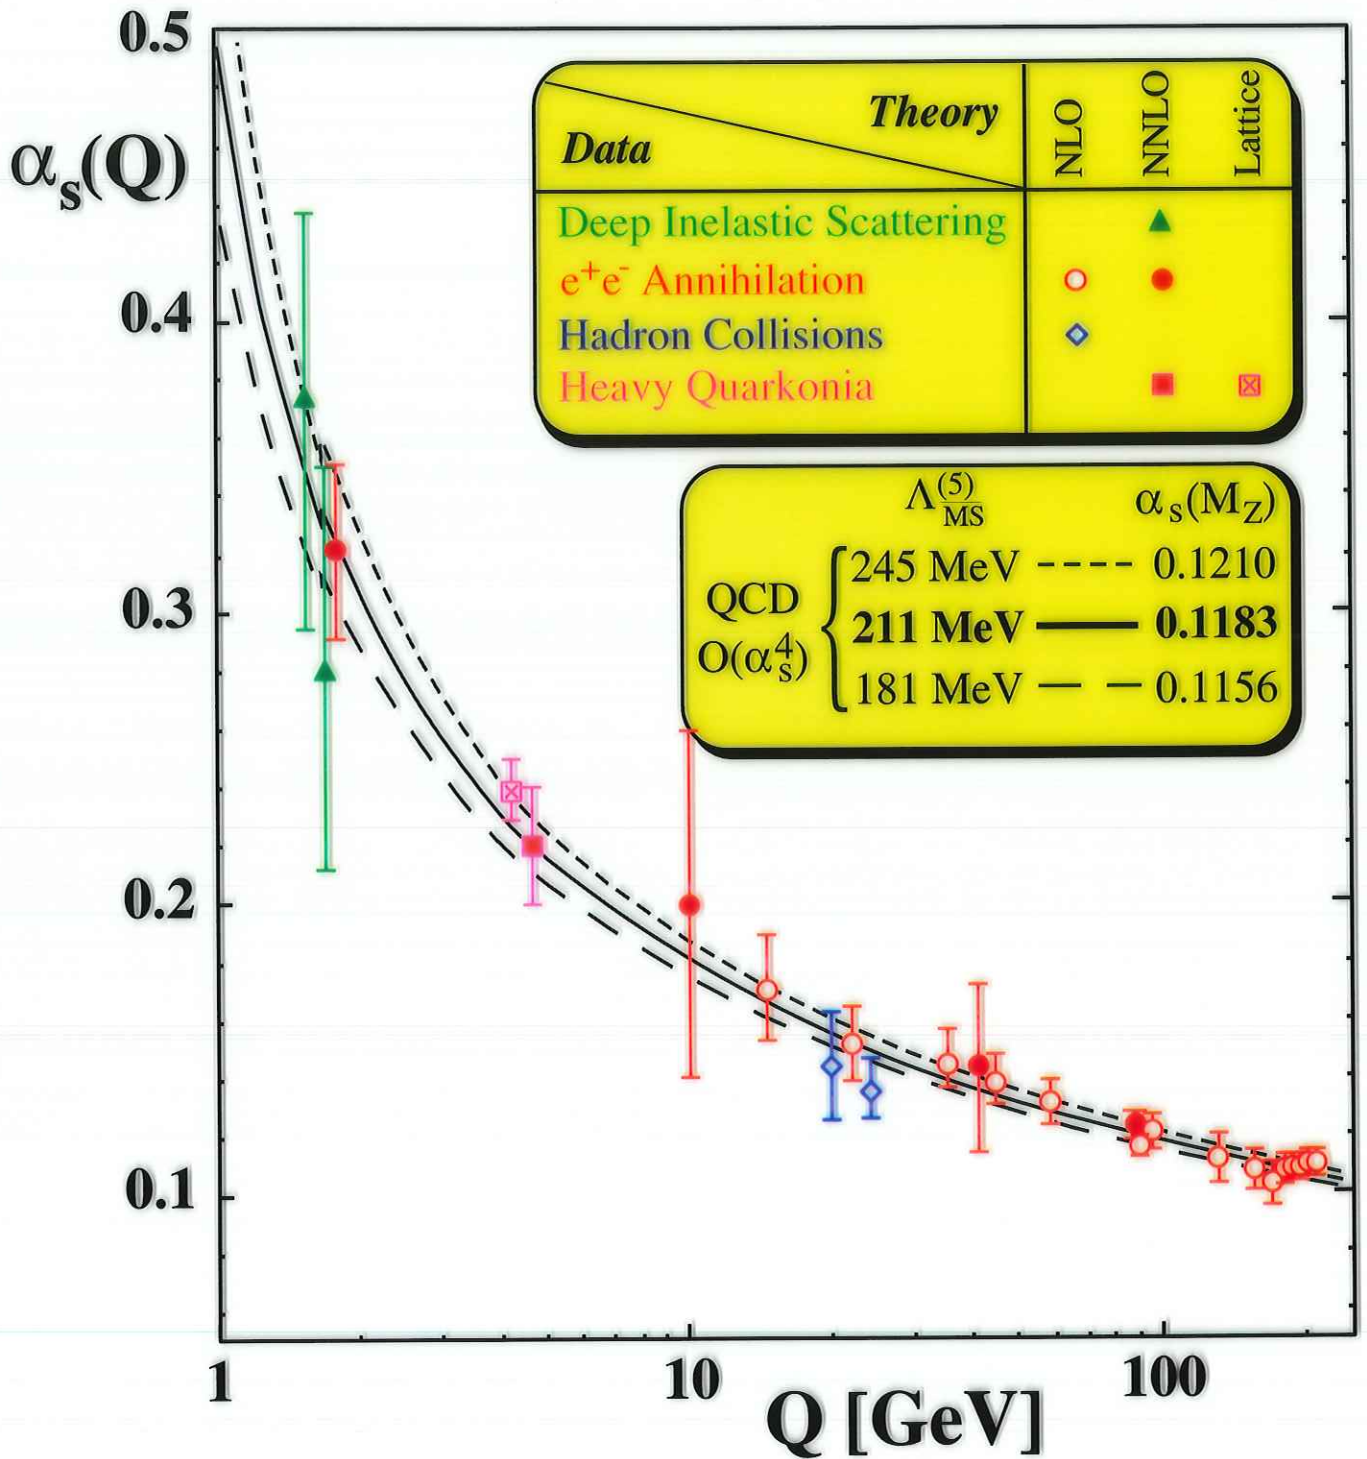 0.5
αs(Q)
0.4
0.3
0.2
0.1
Theory
Data
NLO
NNLO
Lattice
Deep Inelastic Scattering
e⁺e⁻ Annihilation
Hadron Collisions
Heavy Quarkonia
Λ(5)MS αs(MZ)
245 MeV 0.1210
QCD
211 MeV 0.1183
O(αs⁴)
181 MeV 0.1156
1 10 100
Q [GeV]